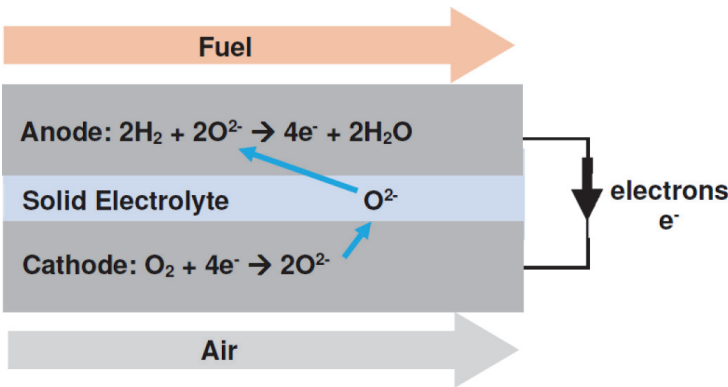 Fuel
Anode: 2H₂ + 2O²⁻ → 4e⁻ + 2H₂O
Solid Electrolyte O²⁻
electrons
e⁻
Cathode: O₂ + 4e⁻ → 2O²⁻
Air